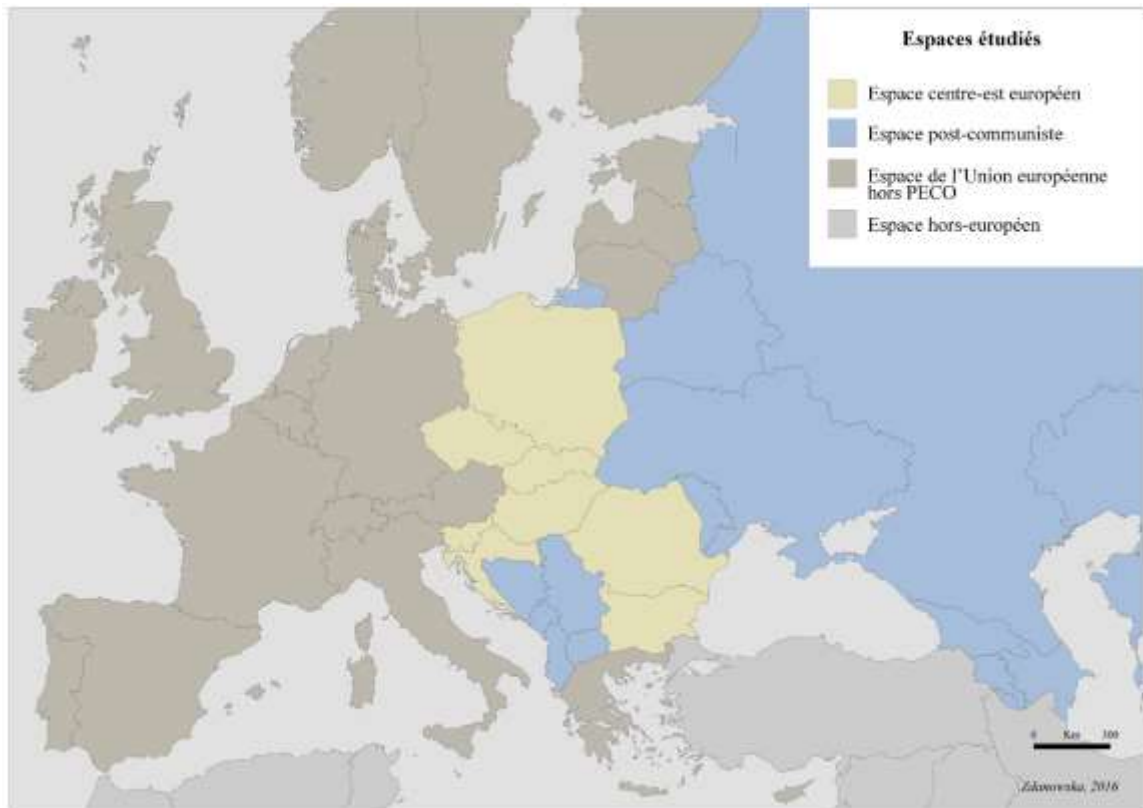 Espaces étudiés
Espace centre-est européen
Espace post-communiste
Espace de l'Union européenne
hors PECO
Espace hors-européen
0 Km 300
Zdanowska, 2016